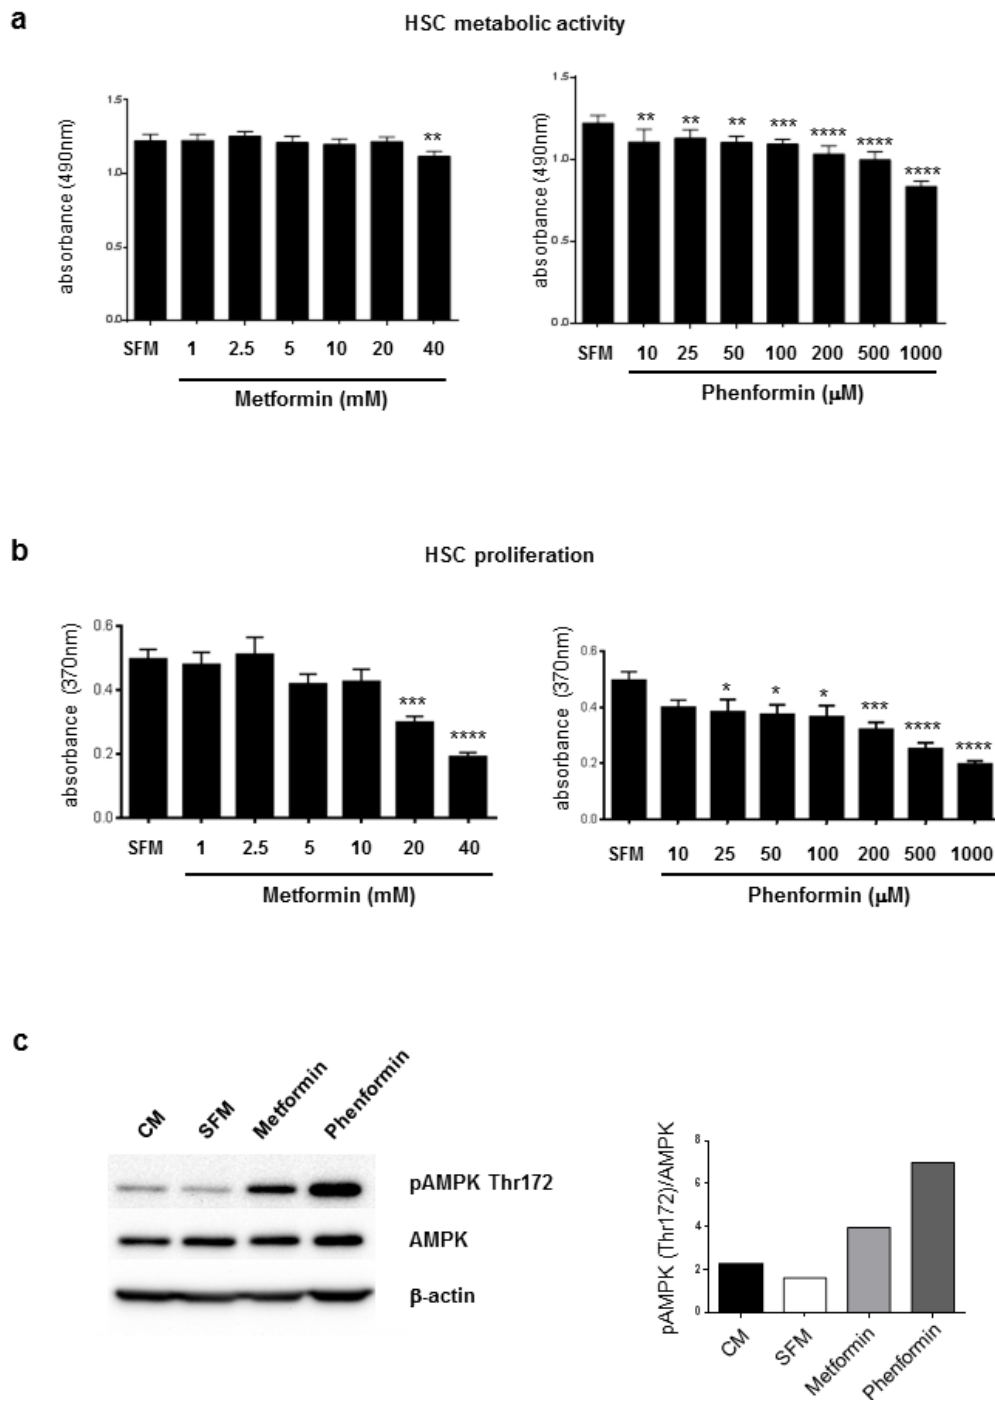 a
HSC metabolic activity
absorbance (490nm)
1.5
1.0
0.5
0.0
**
SFM 1 2.5 5 10 20 40
Metformin (mM)
absorbance (490nm)
1.5
1.0
0.5
0.0
** ** ** *** **** **** ****
SFM 10 25 50 100 200 500 1000
Phenformin (μM)
b
HSC proliferation
absorbance (370nm)
0.6
0.4
0.2
0.0
*** ****
SFM 1 2.5 5 10 20 40
Metformin (mM)
absorbance (370nm)
0.6
0.4
0.2
0.0
* * * *** **** ****
SFM 10 25 50 100 200 500 1000
Phenformin (μM)
c
CM SFM Metformin Phenformin
pAMPK Thr172
AMPK
β-actin
pAMPK (Thr172)/AMPK
8
6
4
2
0
CM SFM Metformin Phenformin